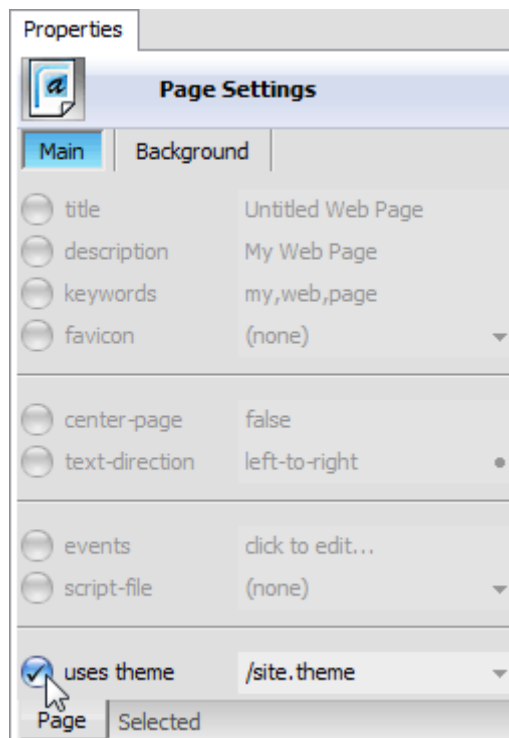 Properties
a
Page Settings
Main Background
title Untitled Web Page
description My Web Page
keywords my,web,page
favicon (none)
center-page false
text-direction left-to-right
events click to edit...
script-file (none)
uses theme /site.theme
Page Selected